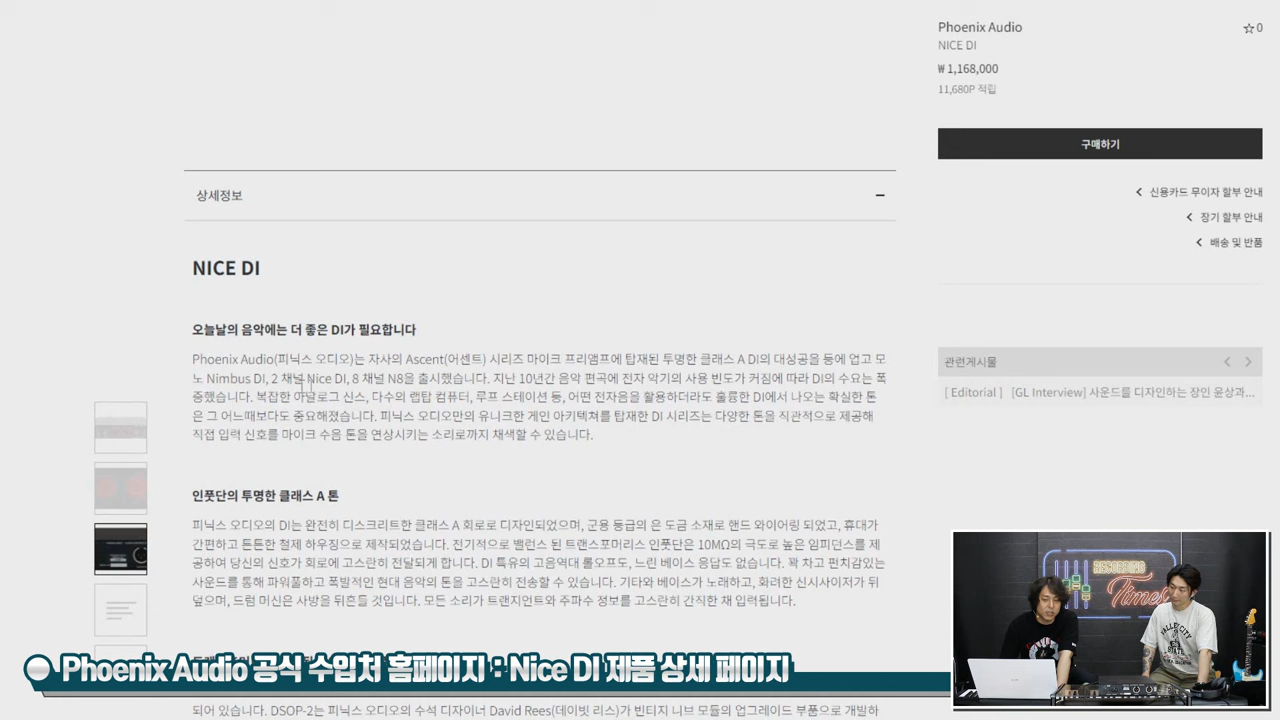 Phoenix Audio
☆0
NICE DI
₩ 1,168,000
11,680P 적립
구매하기
신용카드 무이자 할부 안내
장기 할부 안내
배송 및 반품
관련게시물
[ Editorial ] [GL Interview] 사운드를 디자인하는 장인 윤상과...
상세정보
NICE DI
오늘날의 음악에는 더 좋은 DI가 필요합니다
Phoenix Audio(피닉스 오디오)는 자사의 Ascent(어센트) 시리즈 마이크 프리앰프에 탑재된 투명한 클래스 A DI의 대성공을 등에 업고 모
노 Nimbus DI, 2 채널 Nice DI, 8 채널 N8을 출시했습니다. 지난 10년간 음악 편곡에 전자 악기의 사용 빈도가 커짐에 따라 DI의 수요는 폭
증했습니다. 복잡한 아날로그 신스, 다수의 랩탑 컴퓨터, 루프 스테이션 등, 어떤 전자음을 활용하더라도 훌륭한 DI에서 나오는 확실한 톤
은 그 어느때보다도 중요해졌습니다. 피닉스 오디오만의 유니크한 게인 아키텍쳐를 탑재한 DI 시리즈는 다양한 톤을 직관적으로 제공해
직접 입력 신호를 마이크 수음 톤을 연상시키는 소리로까지 채색할 수 있습니다.
인풋단의 투명한 클래스 A 톤
피닉스 오디오의 DI는 완전히 디스크리트한 클래스 A 회로로 디자인되었으며, 군용 등급의 은 도금 소재로 핸드 와이어링 되었고, 휴대가
간편하고 튼튼한 철제 하우징으로 제작되었습니다. 전기적으로 밸런스 된 트랜스포머리스 인풋단은 10MΩ의 극도로 높은 임피던스를 제
공하여 당신의 신호가 회로에 고스란히 전달되게 합니다. DI 특유의 고음역대 롤오프도, 느린 베이스 응답도 없습니다. 꽉 차고 펀치감있는
사운드를 통해 파워풀하고 폭발적인 현대 음악의 톤을 고스란히 전송할 수 있습니다. 기타와 베이스가 노래하고, 화려한 신시사이저가 뒤
덮으며, 드럼 머신은 사방을 뒤흔들 것입니다. 모든 소리가 트랜지언트와 주파수 정보를 고스란히 간직한 채 입력됩니다.
Phoenix Audio 공식 수입처 홈페이지 : Nice DI 제품 상세 페이지
되어 있습니다. DSOP-2는 피닉스 오디오의 수석 디자이너 David Rees(데이빗 리스)가 빈티지 니브 모듈의 업그레이드 부품으로 개발하
RECORDING
Times